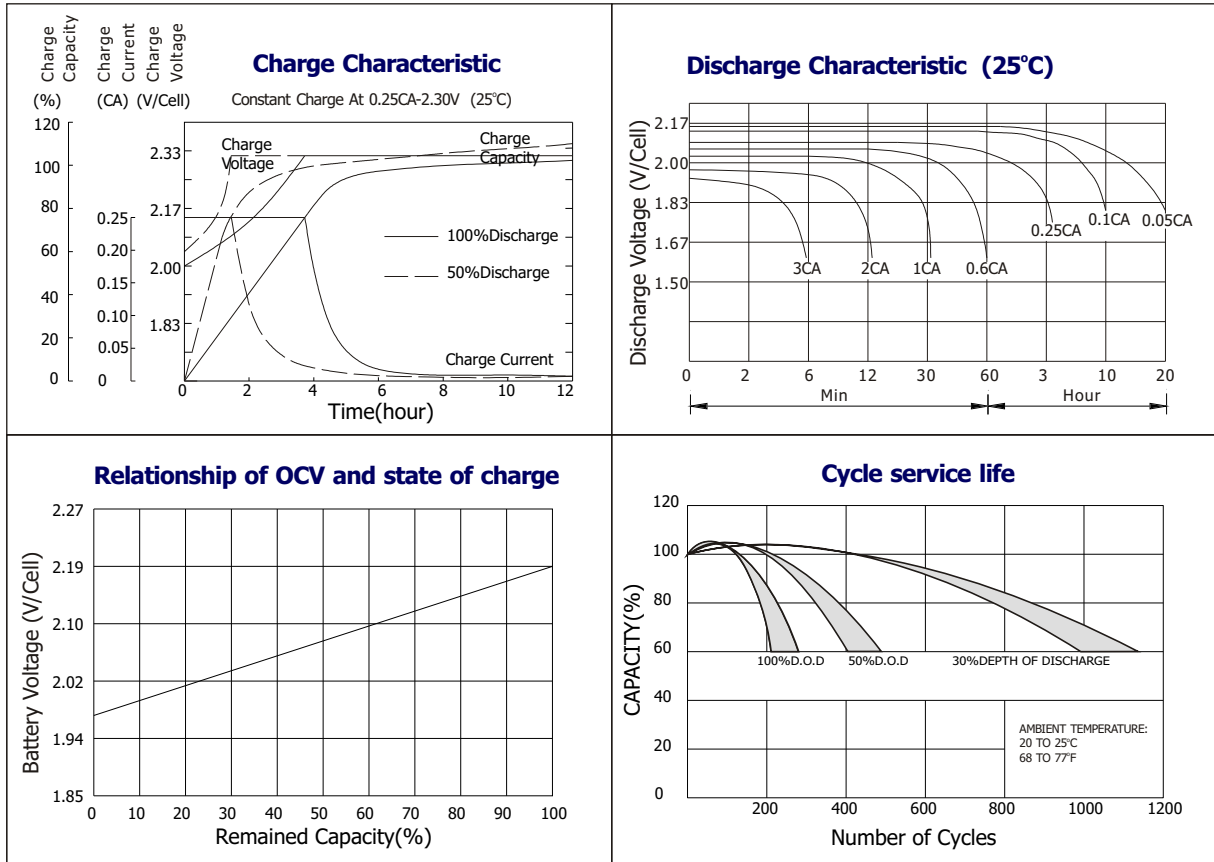 Charge Capacity
Charge Current
Charge Voltage
(%)
(CA)
(V/Cell)
Charge Characteristic
Constant Charge At 0.25CA-2.30V (25°C)
120
100
80
60
40
20
0
0.25
0.20
0.15
0.10
0.05
0
2.33
2.17
2.00
1.83
Charge Voltage
Charge Capacity
100%Discharge
50%Discharge
Charge Current
0 2 4 6 8 10 12
Time(hour)
Discharge Characteristic (25°C)
Discharge Voltage (V/Cell)
2.17
2.00
1.83
1.67
1.50
3CA 2CA 1CA 0.6CA 0.25CA 0.1CA 0.05CA
0 2 6 12 30 60 3 10 20
Min Hour
Relationship of OCV and state of charge
Battery Voltage (V/Cell)
2.27
2.19
2.10
2.02
1.94
1.85
0 10 20 30 40 50 60 70 80 90 100
Remained Capacity(%)
Cycle service life
CAPACITY(%)
120
100
80
60
40
20
0
100%D.O.D 50%D.O.D 30%DEPTH OF DISCHARGE
AMBIENT TEMPERATURE:
20 TO 25°C
68 TO 77°F
200 400 600 800 1000 1200
Number of Cycles